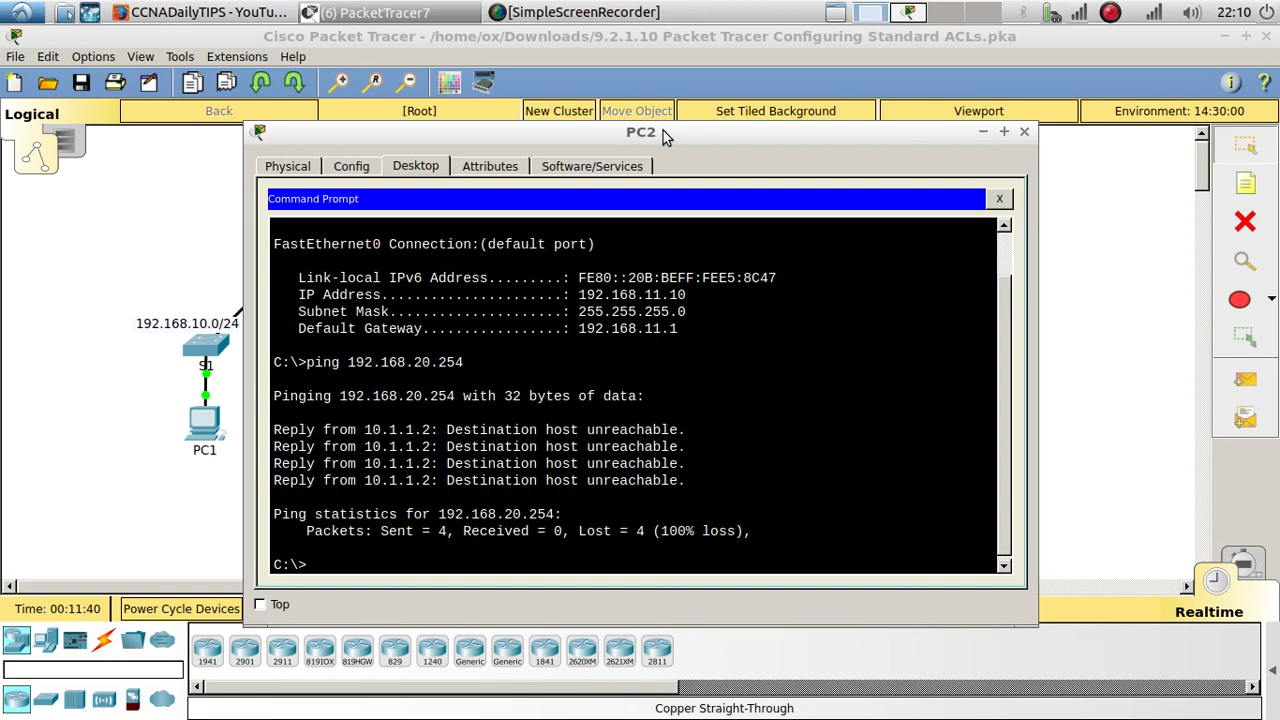 CCNADailyTIPS - YouTu...
(6) PacketTracer7
[SimpleScreenRecorder]
22:10
Cisco Packet Tracer - /home/ox/Downloads/9.2.1.10 Packet Tracer Configuring Standard ACLs.pka
File Edit Options View Tools Extensions Help
Logical
Back
[Root]
New Cluster
Move Object
Set Tiled Background
Viewport
Environment: 14:30:00
PC2
Physical Config Desktop Attributes Software/Services
Command Prompt
X
FastEthernet0 Connection:(default port)
Link-local IPv6 Address.........: FE80::20B:BEFF:FEE5:8C47
IP Address......................: 192.168.11.10
Subnet Mask.....................: 255.255.255.0
Default Gateway.................: 192.168.11.1
C:\>ping 192.168.20.254
Pinging 192.168.20.254 with 32 bytes of data:
Reply from 10.1.1.2: Destination host unreachable.
Reply from 10.1.1.2: Destination host unreachable.
Reply from 10.1.1.2: Destination host unreachable.
Reply from 10.1.1.2: Destination host unreachable.
Ping statistics for 192.168.20.254:
Packets: Sent = 4, Received = 0, Lost = 4 (100% loss),
C:\>
192.168.10.0/24
S1
PC1
Top
Time: 00:11:40
Power Cycle Devices
Realtime
1941 2901 2911 819IOX 819HGW 829 1240 Generic Generic 1841 2620XM 2621XM 2811
Copper Straight-Through